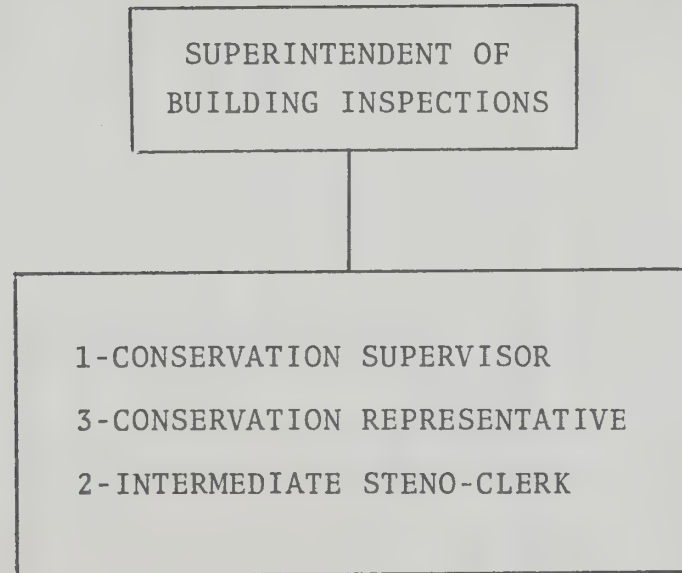 SUPERINTENDENT OF
BUILDING INSPECTIONS
1-CONSERVATION SUPERVISOR
3-CONSERVATION REPRESENTATIVE
2-INTERMEDIATE STENO-CLERK